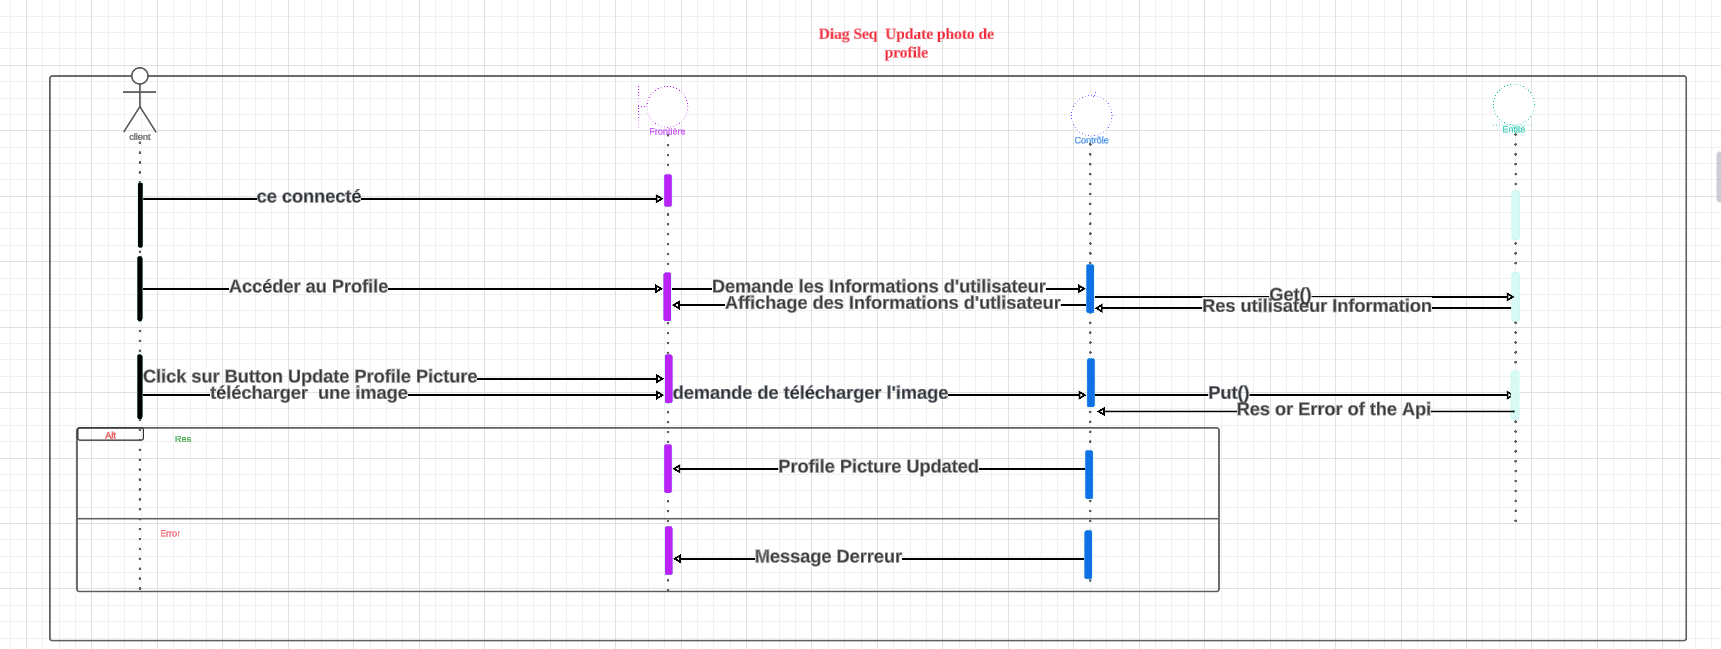 Diag Seq  Update photo de
profile
client
Frontière
Contrôle
Entité
ce connecté
Accéder au Profile
Demande les Informations d'utilisateur
Affichage des Informations d'utlisateur
Get()
Res utilisateur Information
Click sur Button Update Profile Picture
télécharger  une image
demande de télécharger l'image
Put()
Res or Error of the Api
Alt
Res
Profile Picture Updated
Error
Message Derreur